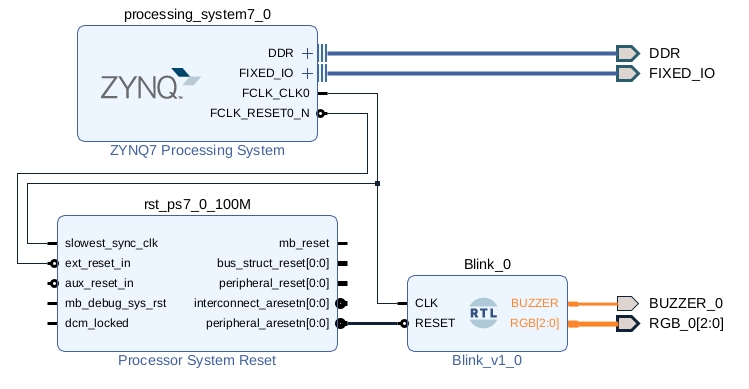 processing_system7_0
DDR
FIXED_IO
FCLK_CLK0
FCLK_RESET0_N
ZYNQ
ZYNQ7 Processing System
DDR
FIXED_IO
rst_ps7_0_100M
slowest_sync_clk
ext_reset_in
aux_reset_in
mb_debug_sys_rst
dcm_locked
mb_reset
bus_struct_reset[0:0]
peripheral_reset[0:0]
interconnect_aresetn[0:0]
peripheral_aresetn[0:0]
Processor System Reset
Blink_0
CLK
RESET
RTL
BUZZER
RGB[2:0]
Blink_v1_0
BUZZER_0
RGB_0[2:0]